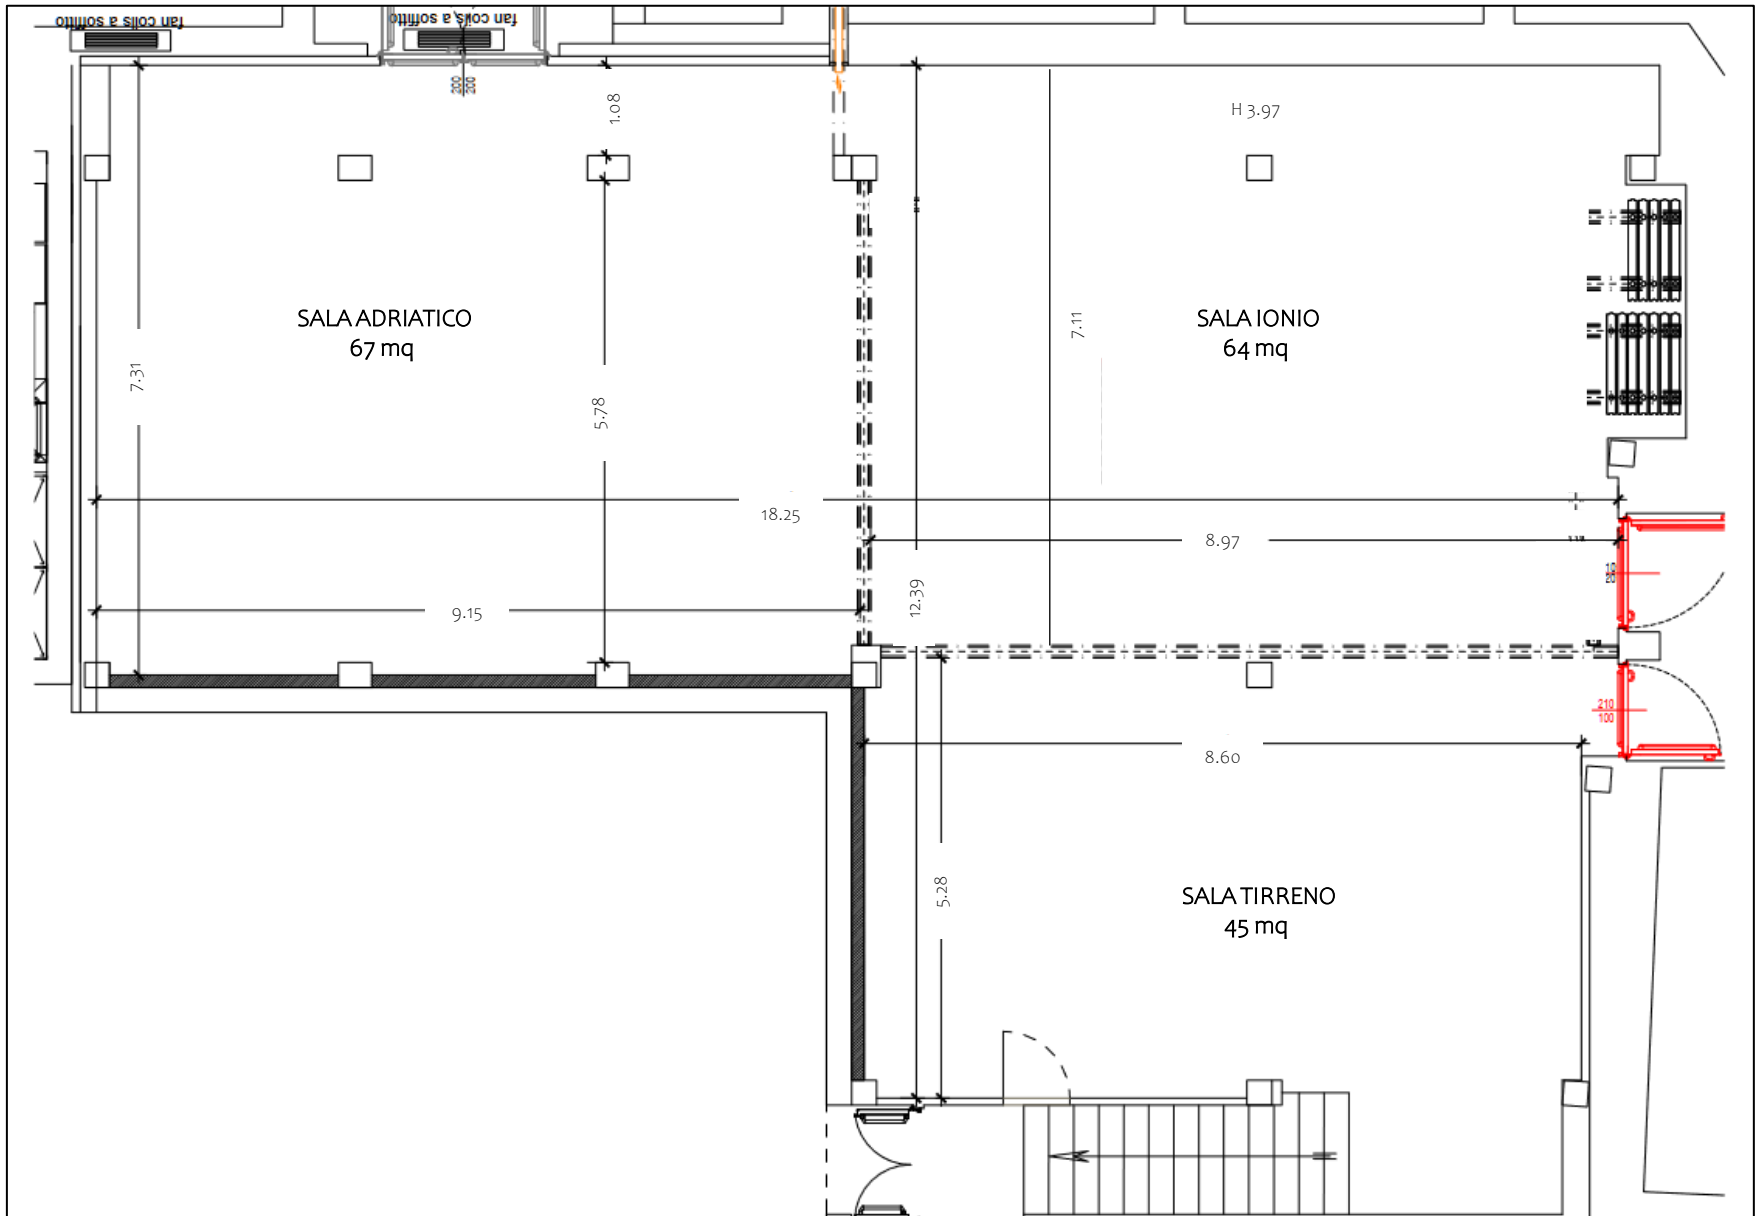 fan coils a soffitto
fan coils a soffitto
200
200
1.08
H 3.97
SALA ADRIATICO
67 mq
SALA IONIO
64 mq
7.11
7.31
5.78
18.25
8.97
9.15
12.39
210
100
8.60
5.28
SALA TIRRENO
45 mq